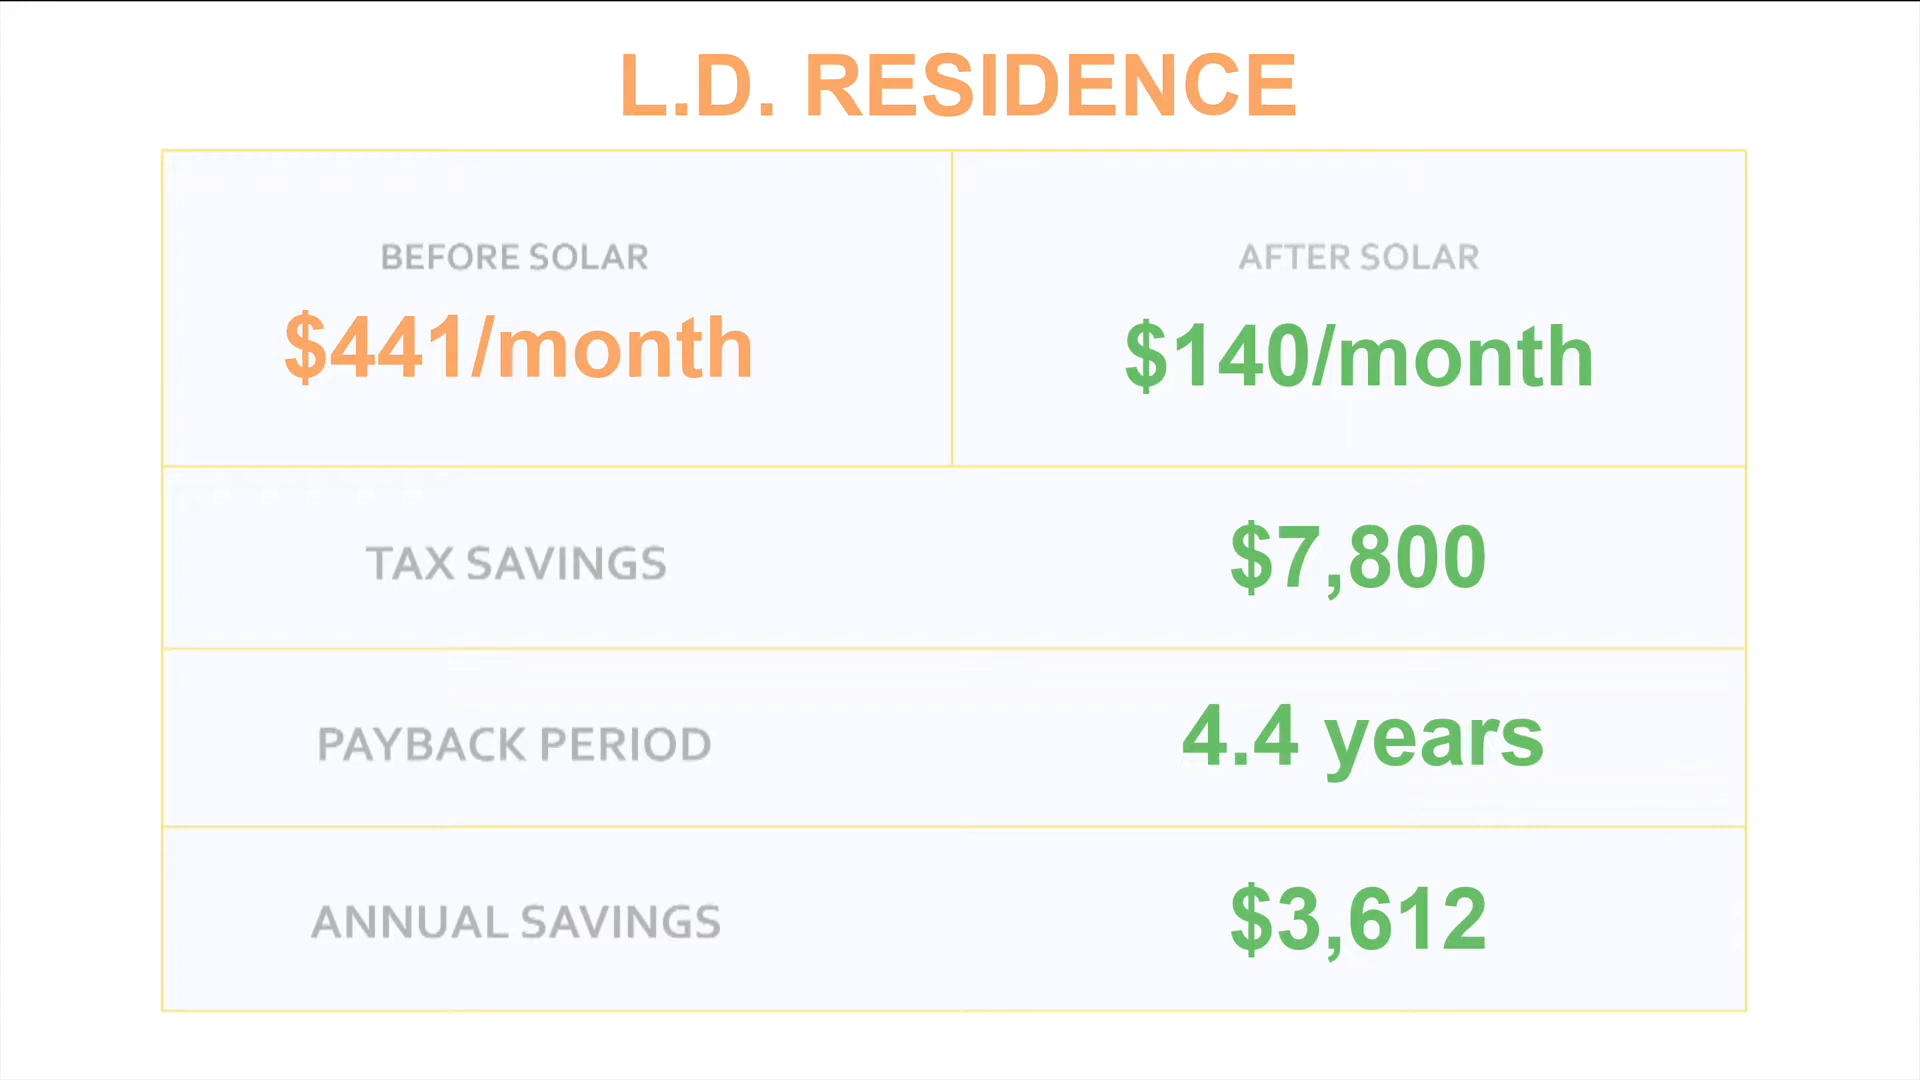 L.D. RESIDENCE
BEFORE SOLAR
$441/month
AFTER SOLAR
$140/month
TAX SAVINGS
$7,800
PAYBACK PERIOD
4.4 years
ANNUAL SAVINGS
$3,612